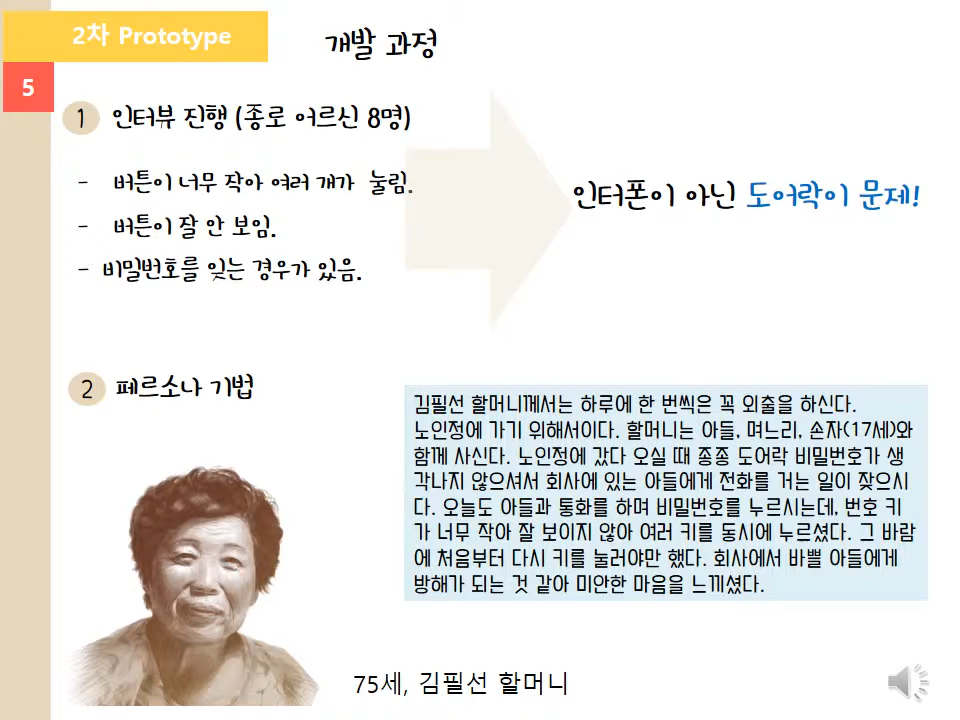 2차 Prototype
개발 과정
5
1 인터뷰 진행 (종로 어르신 8명)
- 버튼이 너무 작아 여러 개가 눌림.
- 버튼이 잘 안 보임.
- 비밀번호를 잊는 경우가 있음.
인터폰이 아닌 도어락이 문제!
2 페르소나 기법
김필선 할머니께서는 하루에 한 번씩은 꼭 외출을 하신다.
노인정에 가기 위해서이다. 할머니는 아들, 며느리, 손자(17세)와
함께 사신다. 노인정에 갔다 오실 때 종종 도어락 비밀번호가 생
각나지 않으셔서 회사에 있는 아들에게 전화를 거는 일이 잦으시
다. 오늘도 아들과 통화를 하며 비밀번호를 누르시는데, 번호 키
가 너무 작아 잘 보이지 않아 여러 키를 동시에 누르셨다. 그 바람
에 처음부터 다시 키를 눌러야만 했다. 회사에서 바쁠 아들에게
방해가 되는 것 같아 미안한 마음을 느끼셨다.
75세, 김필선 할머니